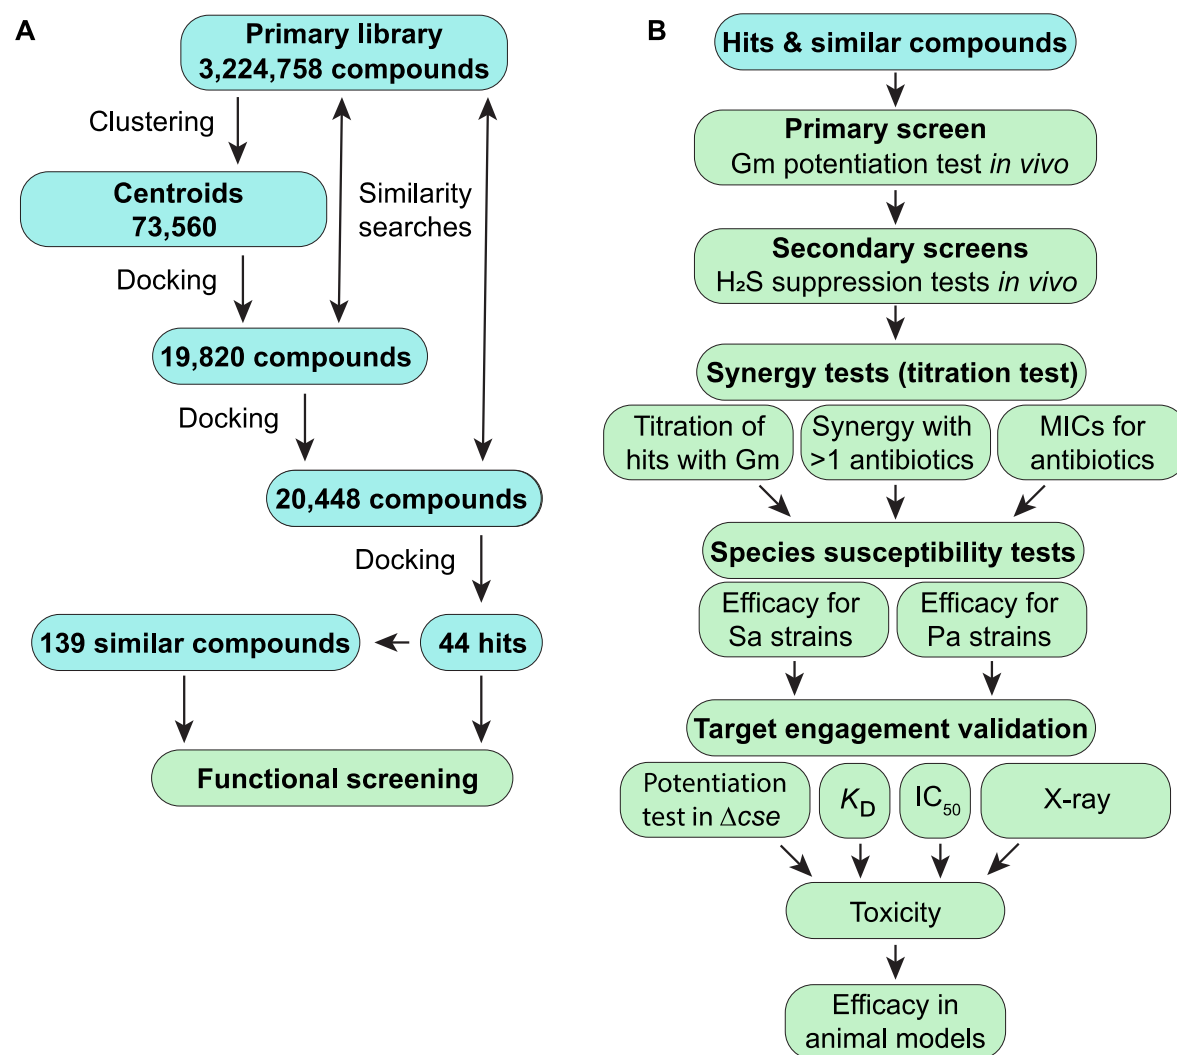 A
Primary library
3,224,758 compounds
Clustering
Centroids
73,560
Similarity
searches
Docking
19,820 compounds
Docking
20,448 compounds
Docking
139 similar compounds
44 hits
Functional screening
B
Hits & similar compounds
Primary screen
Gm potentiation test in vivo
Secondary screens
H₂S suppression tests in vivo
Synergy tests (titration test)
Titration of
hits with Gm
Synergy with
>1 antibiotics
MICs for
antibiotics
Species susceptibility tests
Efficacy for
Sa strains
Efficacy for
Pa strains
Target engagement validation
Potentiation
test in Δcse
K_D
IC₅₀
X-ray
Toxicity
Efficacy in
animal models